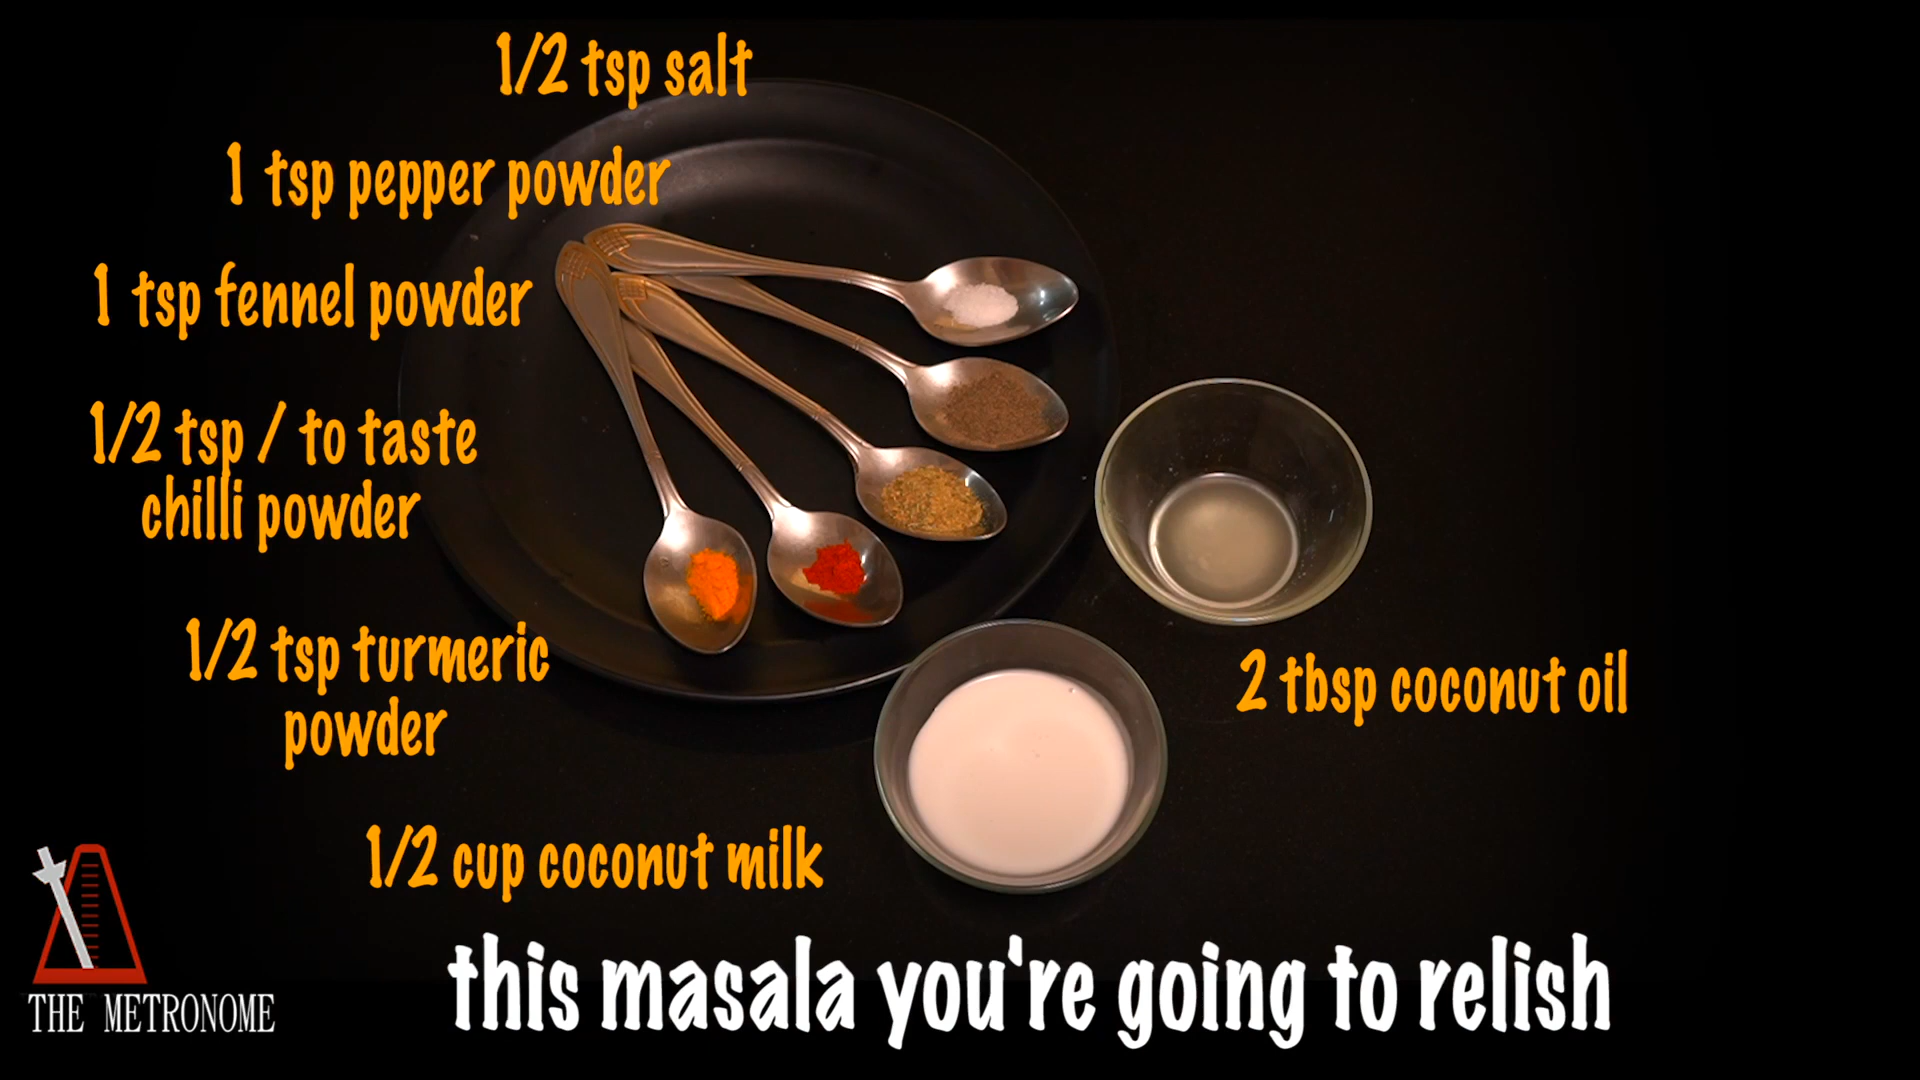 1/2 tsp salt
1 tsp pepper powder
1 tsp fennel powder
1/2 tsp / to taste
chilli powder
1/2 tsp turmeric
powder
2 tbsp coconut oil
1/2 cup coconut milk
this masala you're going to relish
THE METRONOME